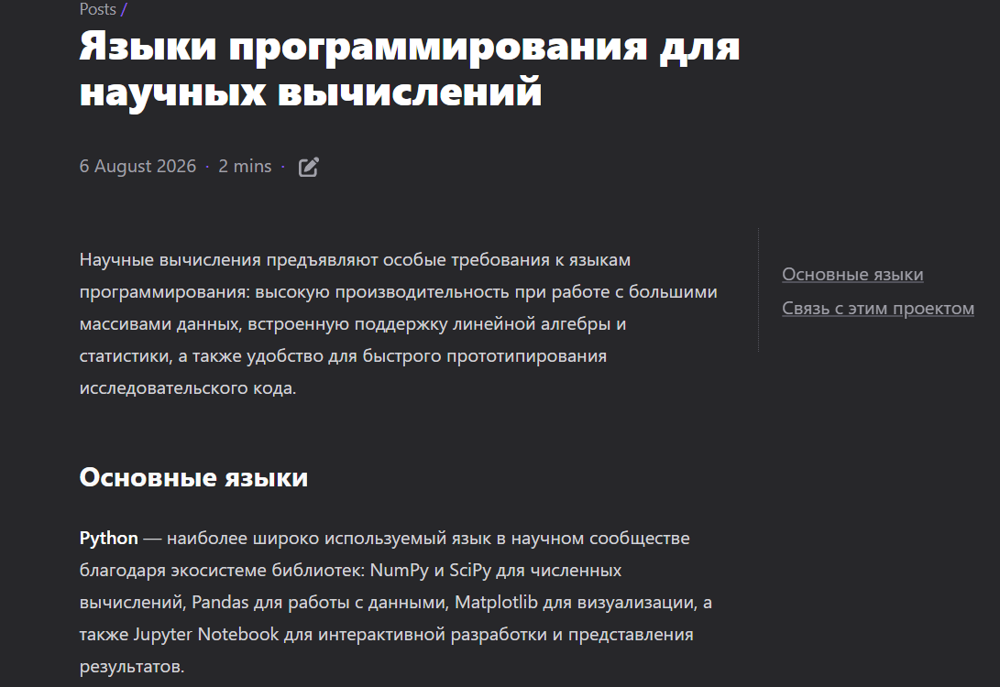 Posts /
Языки программирования для
научных вычислений
6 August 2026 · 2 mins ·
Научные вычисления предъявляют особые требования к языкам
программирования: высокую производительность при работе с большими
массивами данных, встроенную поддержку линейной алгебры и
статистики, а также удобство для быстрого прототипирования
исследовательского кода.
Основные языки
Связь с этим проектом
Основные языки
Python — наиболее широко используемый язык в научном сообществе
благодаря экосистеме библиотек: NumPy и SciPy для численных
вычислений, Pandas для работы с данными, Matplotlib для визуализации, а
также Jupyter Notebook для интерактивной разработки и представления
результатов.